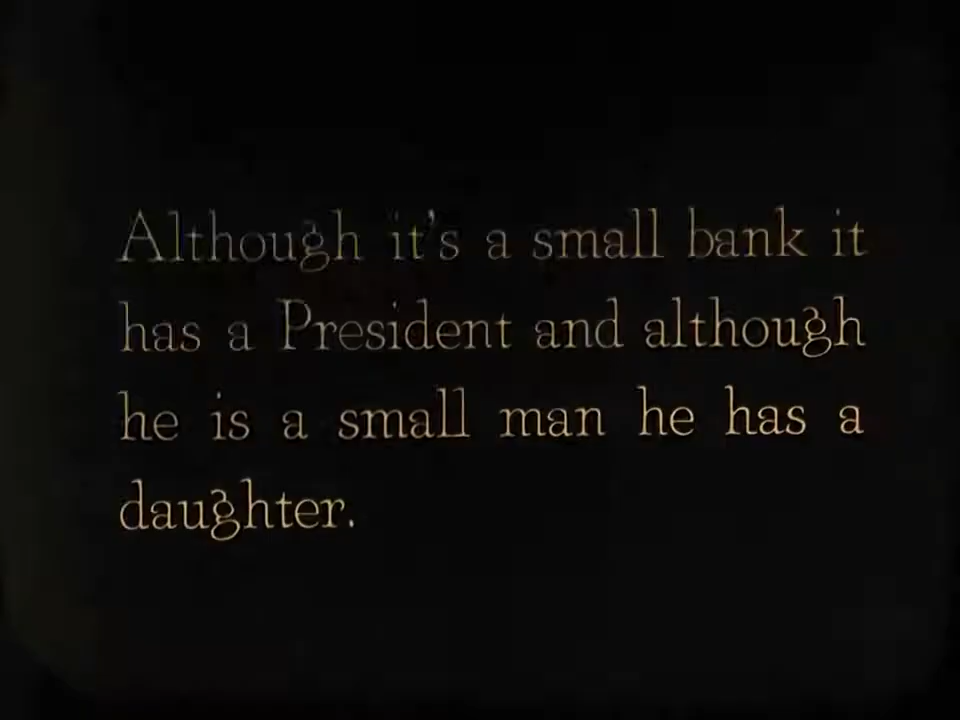 Although it's a small bank it
has a President and although
he is a small man he has a
daughter.